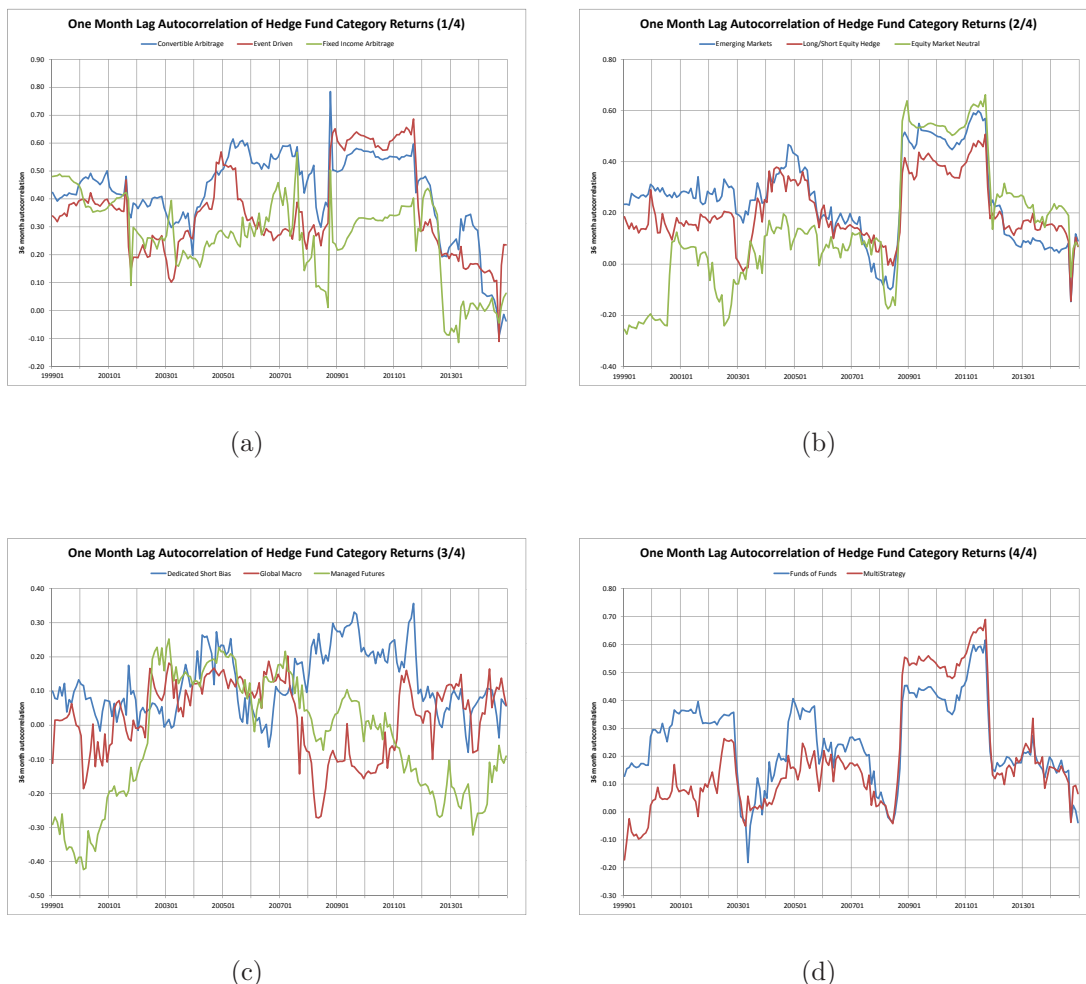 One Month Lag Autocorrelation of Hedge Fund Category Returns (1/4)
Convertible Arbitrage Event Driven Fixed Income Arbitrage
36 month autocorrelation
0.90
0.80
0.70
0.60
0.50
0.40
0.30
0.20
0.10
0.00
-0.10
-0.20
199901 200101 200301 200501 200701 200901 201101 201301
(a)
One Month Lag Autocorrelation of Hedge Fund Category Returns (2/4)
Emerging Markets Long/Short Equity Hedge Equity Market Neutral
36 month autocorrelation
0.80
0.60
0.40
0.20
0.00
-0.20
-0.40
199901 200101 200301 200501 200701 200901 201101 201301
(b)
One Month Lag Autocorrelation of Hedge Fund Category Returns (3/4)
Dedicated Short Bias Global Macro Managed Futures
36 month autocorrelation
0.40
0.30
0.20
0.10
0.00
-0.10
-0.20
-0.30
-0.40
-0.50
199901 200101 200301 200501 200701 200901 201101 201301
(c)
One Month Lag Autocorrelation of Hedge Fund Category Returns (4/4)
Funds of Funds MultiStrategy
36 month autocorrelation
0.80
0.70
0.60
0.50
0.40
0.30
0.20
0.10
0.00
-0.10
-0.20
-0.30
199901 200101 200301 200501 200701 200901 201101 201301
(d)